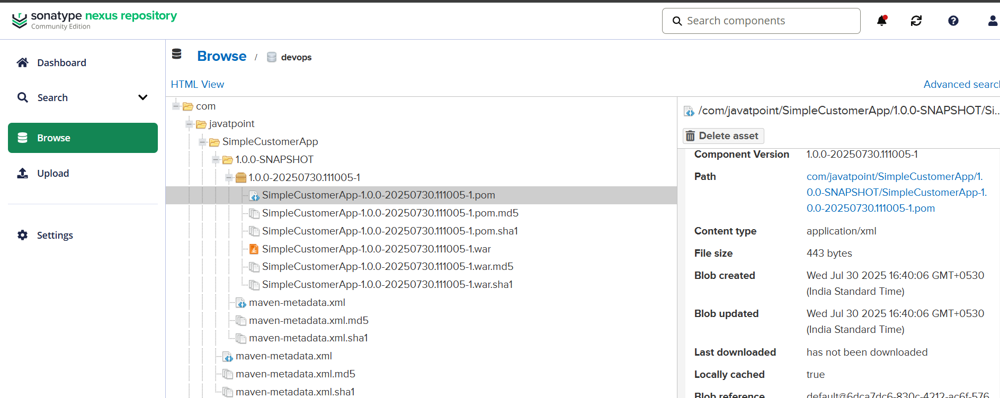 sonatype nexus repository
Community Edition
Search components
Dashboard
Search
Browse
Upload
Settings
Browse / devops
HTML View
Advanced search
com
javatpoint
SimpleCustomerApp
1.0.0-SNAPSHOT
1.0.0-20250730.111005-1
SimpleCustomerApp-1.0.0-20250730.111005-1.pom
SimpleCustomerApp-1.0.0-20250730.111005-1.pom.md5
SimpleCustomerApp-1.0.0-20250730.111005-1.pom.sha1
SimpleCustomerApp-1.0.0-20250730.111005-1.war
SimpleCustomerApp-1.0.0-20250730.111005-1.war.md5
SimpleCustomerApp-1.0.0-20250730.111005-1.war.sha1
maven-metadata.xml
maven-metadata.xml.md5
maven-metadata.xml.sha1
maven-metadata.xml
maven-metadata.xml.md5
maven-metadata.xml.sha1
/com/javatpoint/SimpleCustomerApp/1.0.0-SNAPSHOT/Si...
Delete asset
Component Version 1.0.0-20250730.111005-1
Path com/javatpoint/SimpleCustomerApp/1.
0.0-SNAPSHOT/SimpleCustomerApp-1.
0.0-20250730.111005-1.pom
Content type application/xml
File size 443 bytes
Blob created Wed Jul 30 2025 16:40:06 GMT+0530
(India Standard Time)
Blob updated Wed Jul 30 2025 16:40:06 GMT+0530
(India Standard Time)
Last downloaded has not been downloaded
Locally cached true
Blob reference default@6dca7dc6-830c-4212-ac6f-576